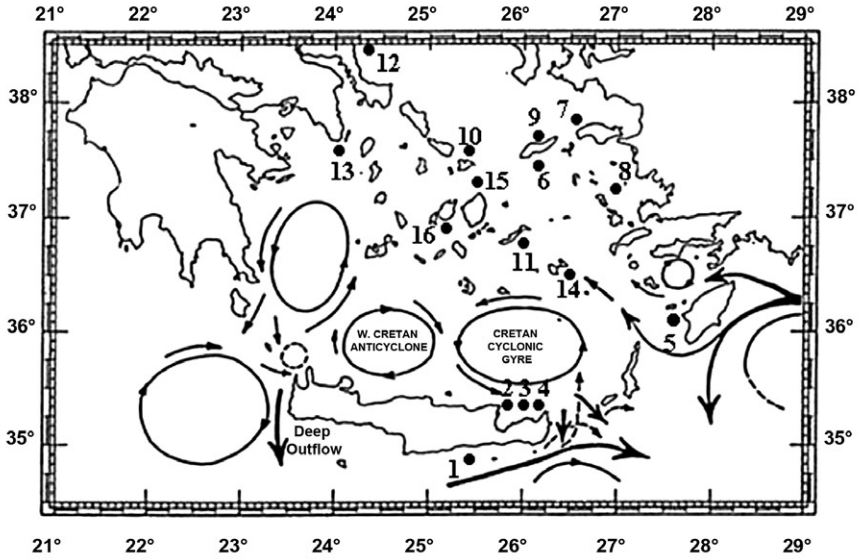 21° 22° 23° 24° 25° 26° 27° 28° 29°
12
38° 38°
9 7
10
13 6 8
15
37° 37°
16
11
14
36° 36°
W. CRETAN
ANTICYCLONE
CRETAN
CYCLONIC
GYRE
5
2 3 4
35° 35°
Deep
Outflow
1
21° 22° 23° 24° 25° 26° 27° 28° 29°